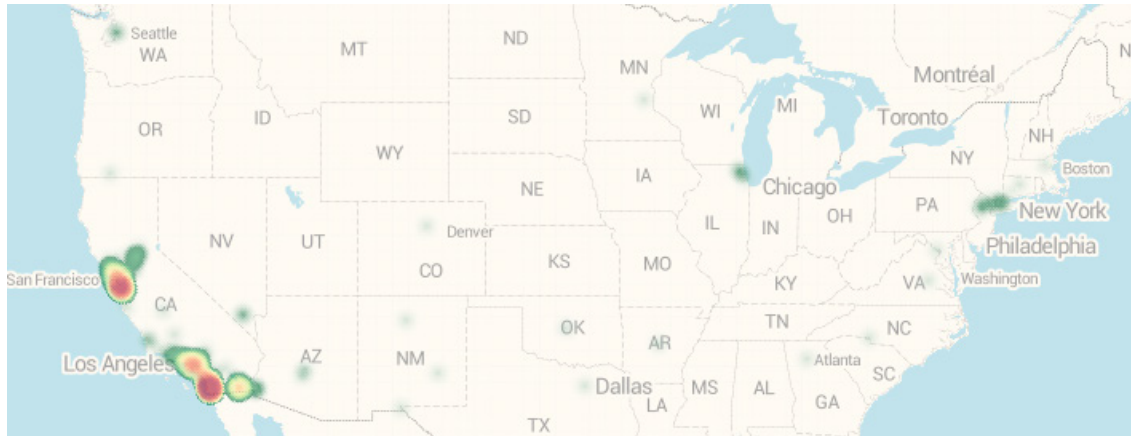 Seattle
WA
MT
ND
MN
Montréal
N
OR
ID
SD
WI
MI
Toronto
NH
WY
NY
Boston
IA
NE
Chicago
PA
New York
NV
UT
Denver
IL
IN
OH
Philadelphia
San Francisco
CO
KS
MO
KY
VA
Washington
CA
TN
NC
Los Angeles
AZ
NM
OK
AR
Atlanta
SC
Dallas
MS
AL
GA
LA
TX